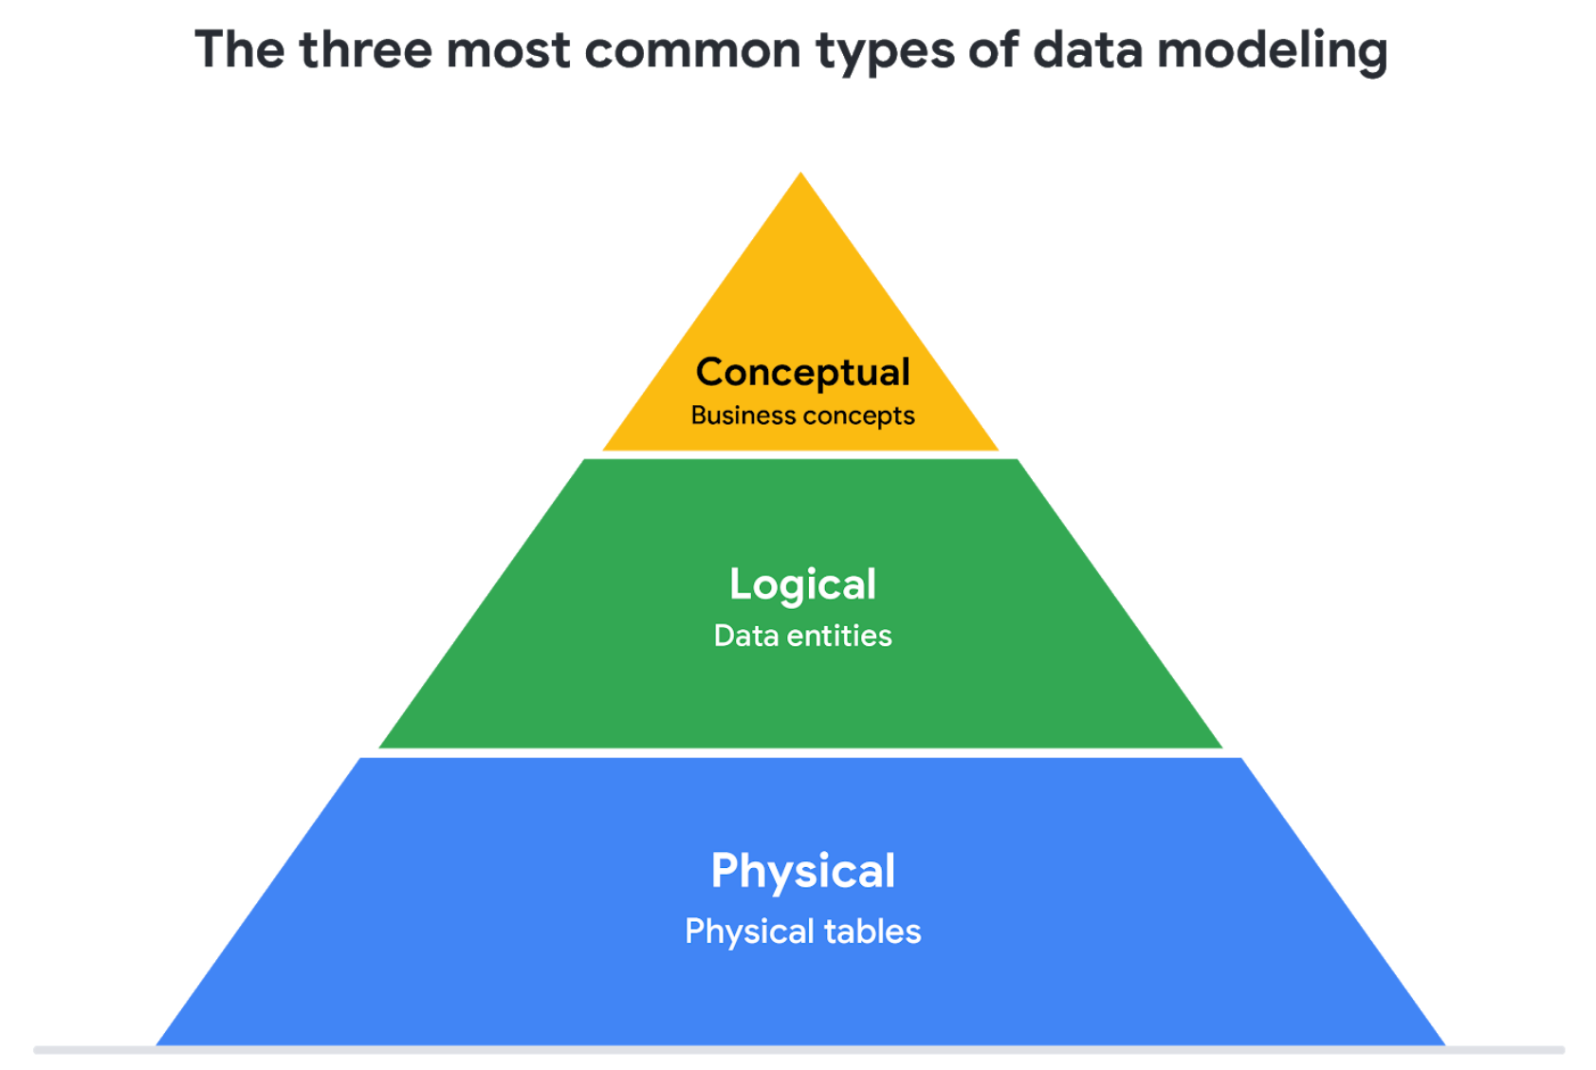 The three most common types of data modeling
Conceptual
Business concepts
Logical
Data entities
Physical
Physical tables